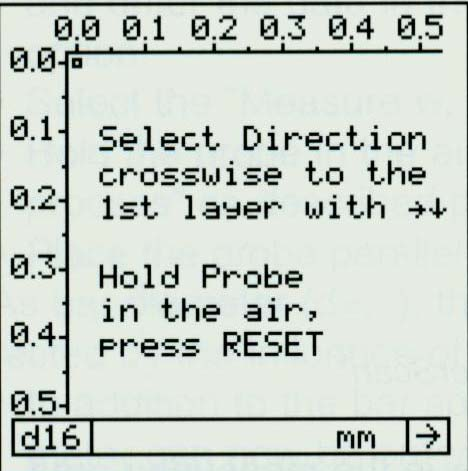 0.0 0.1 0.2 0.3 0.4 0.5
0.0
0.1
Select Direction
crosswise to the
0.2
1st layer with →↓
0.3
Hold Probe
in the air,
0.4
press RESET
0.5
d16 mm →